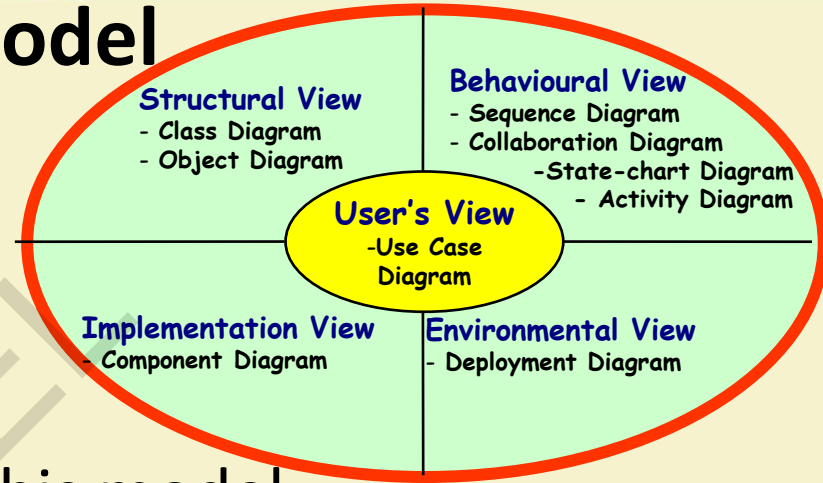 odel
Structural View
- Class Diagram
- Object Diagram
Behavioural View
- Sequence Diagram
- Collaboration Diagram
-State-chart Diagram
- Activity Diagram
User's View
-Use Case
Diagram
Implementation View
- Component Diagram
Environmental View
- Deployment Diagram